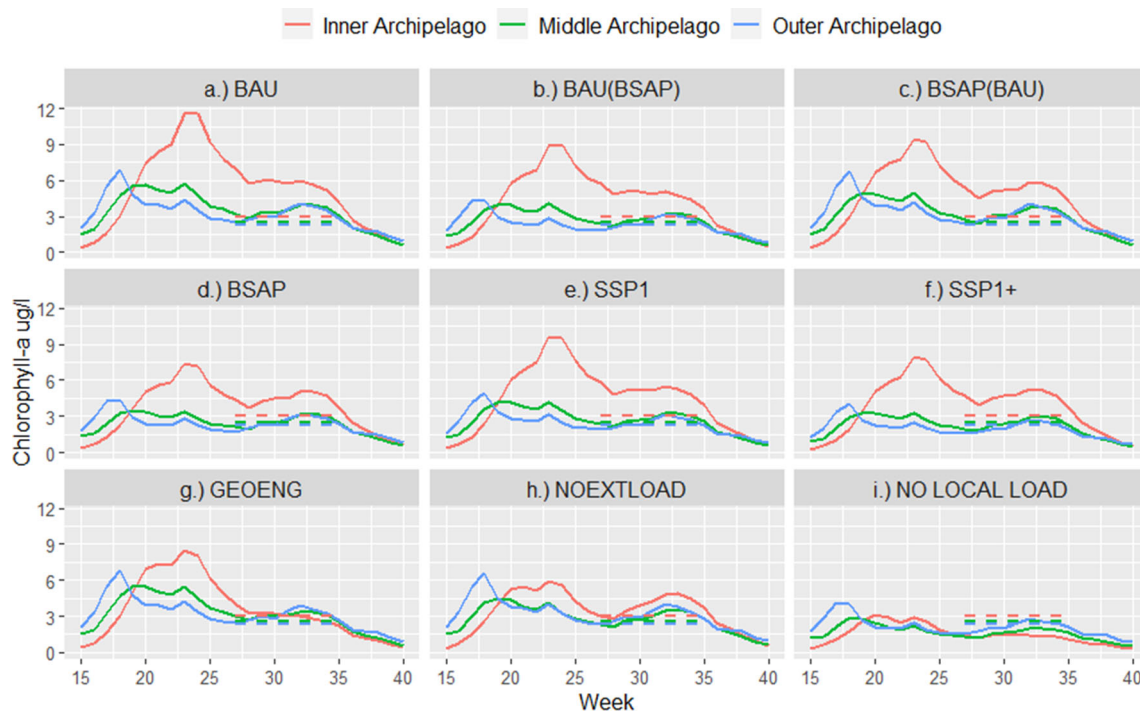 Inner Archipelago Middle Archipelago Outer Archipelago
a.) BAU b.) BAU(BSAP) c.) BSAP(BAU)
12
9
6
3
0
d.) BSAP e.) SSP1 f.) SSP1+
12
9
6
3
0
Chlorophyll-a ug/l
g.) GEOENG h.) NOEXTLOAD i.) NO LOCAL LOAD
12
9
6
3
0
15 20 25 30 35 40 15 20 25 30 35 40 15 20 25 30 35 40
Week